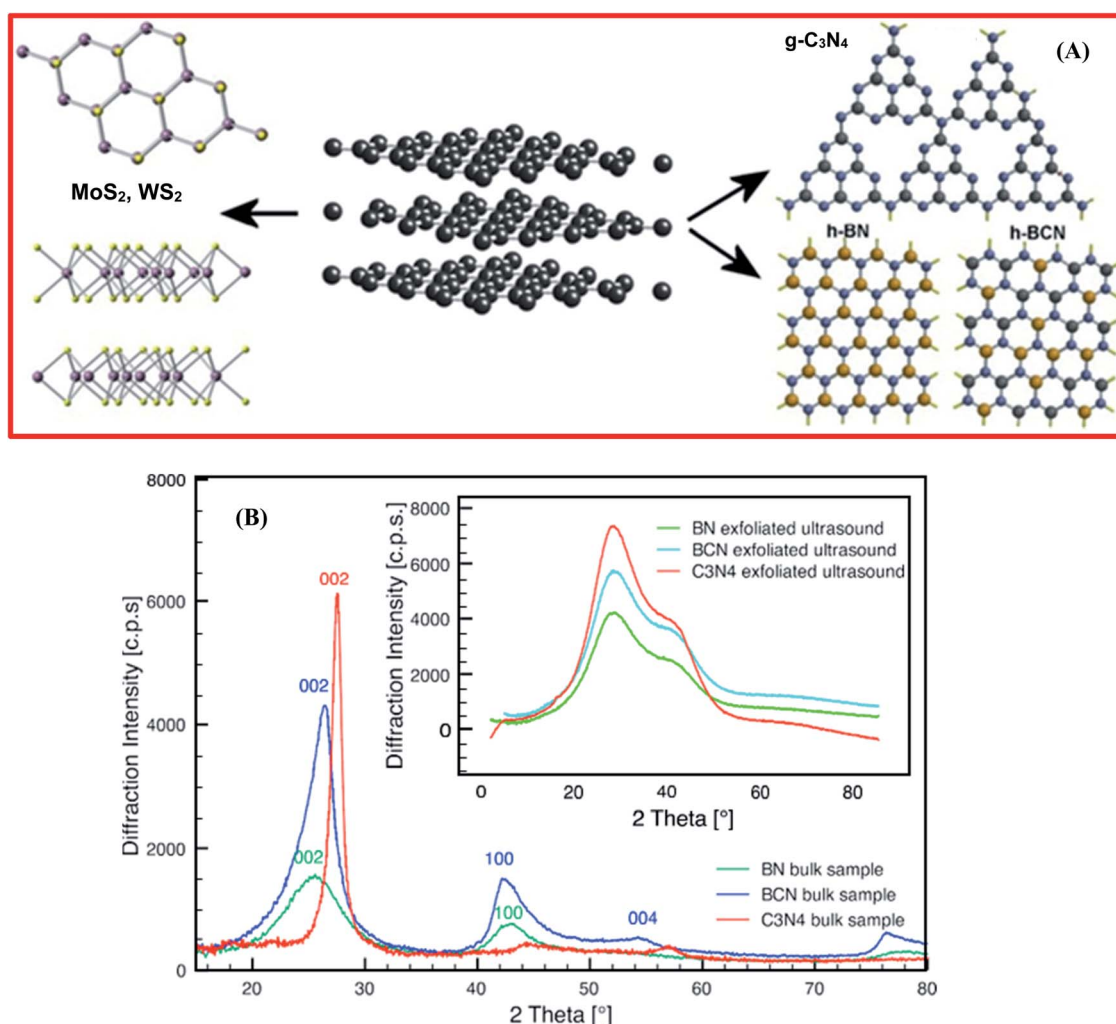 g-C₃N₄
(A)
MoS₂, WS₂
h-BN
h-BCN
(B)
8000
6000
4000
2000
0
Diffraction Intensity [c.p.s]
20
30
40
50
60
70
80
2 Theta [°]
002
002
002
100
100
004
BN bulk sample
BCN bulk sample
C3N4 bulk sample
8000
6000
4000
2000
0
Diffraction Intensity [c.p.s.]
0
20
40
60
80
2 Theta [°]
BN exfoliated ultrasound
BCN exfoliated ultrasound
C3N4 exfoliated ultrasound